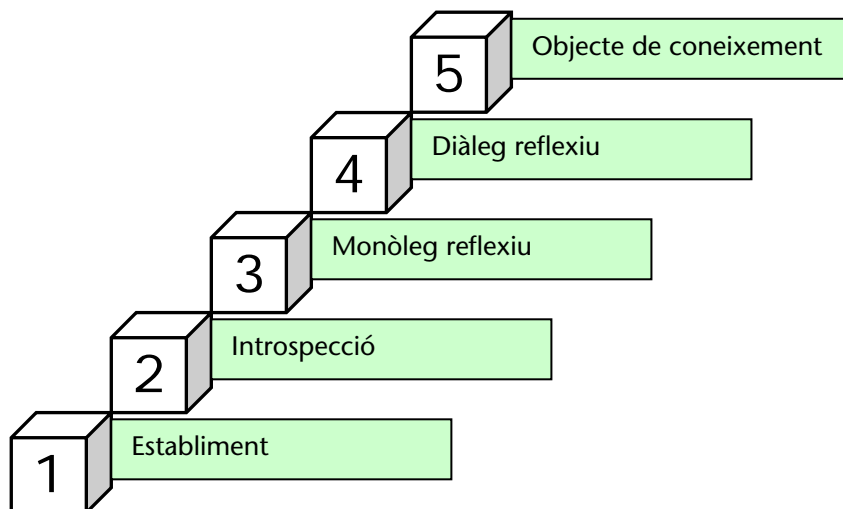 5 Objecte de coneixement
4 Diàleg reflexiu
3 Monòleg reflexiu
2 Introspecció
1 Establiment